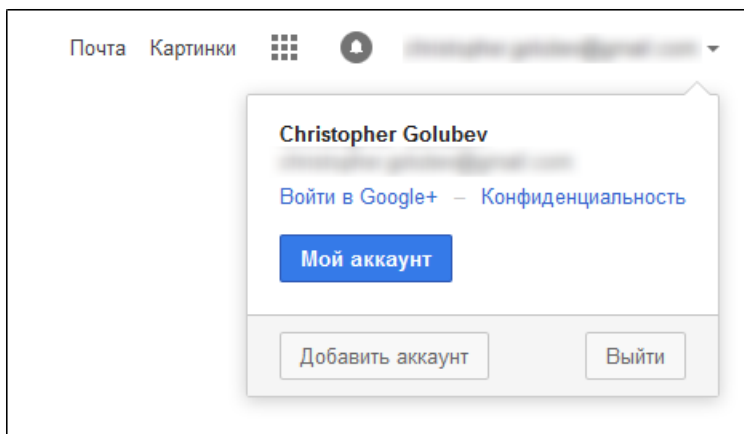 Почта Картинки
Christopher Golubev
Войти в Google+ – Конфиденциальность
Мой аккаунт
Добавить аккаунт Выйти